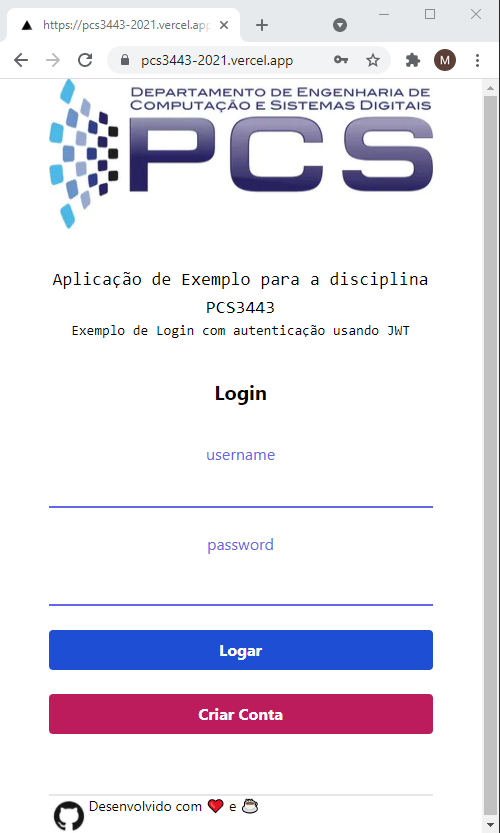 https://pcs3443-2021.vercel.app
pcs3443-2021.vercel.app
M
DEPARTAMENTO DE ENGENHARIA DE
COMPUTAÇÃO E SISTEMAS DIGITAIS
PCS
Aplicação de Exemplo para a disciplina
PCS3443
Exemplo de Login com autenticação usando JWT
Login
username
password
Logar
Criar Conta
Desenvolvido com ❤️ e ☕